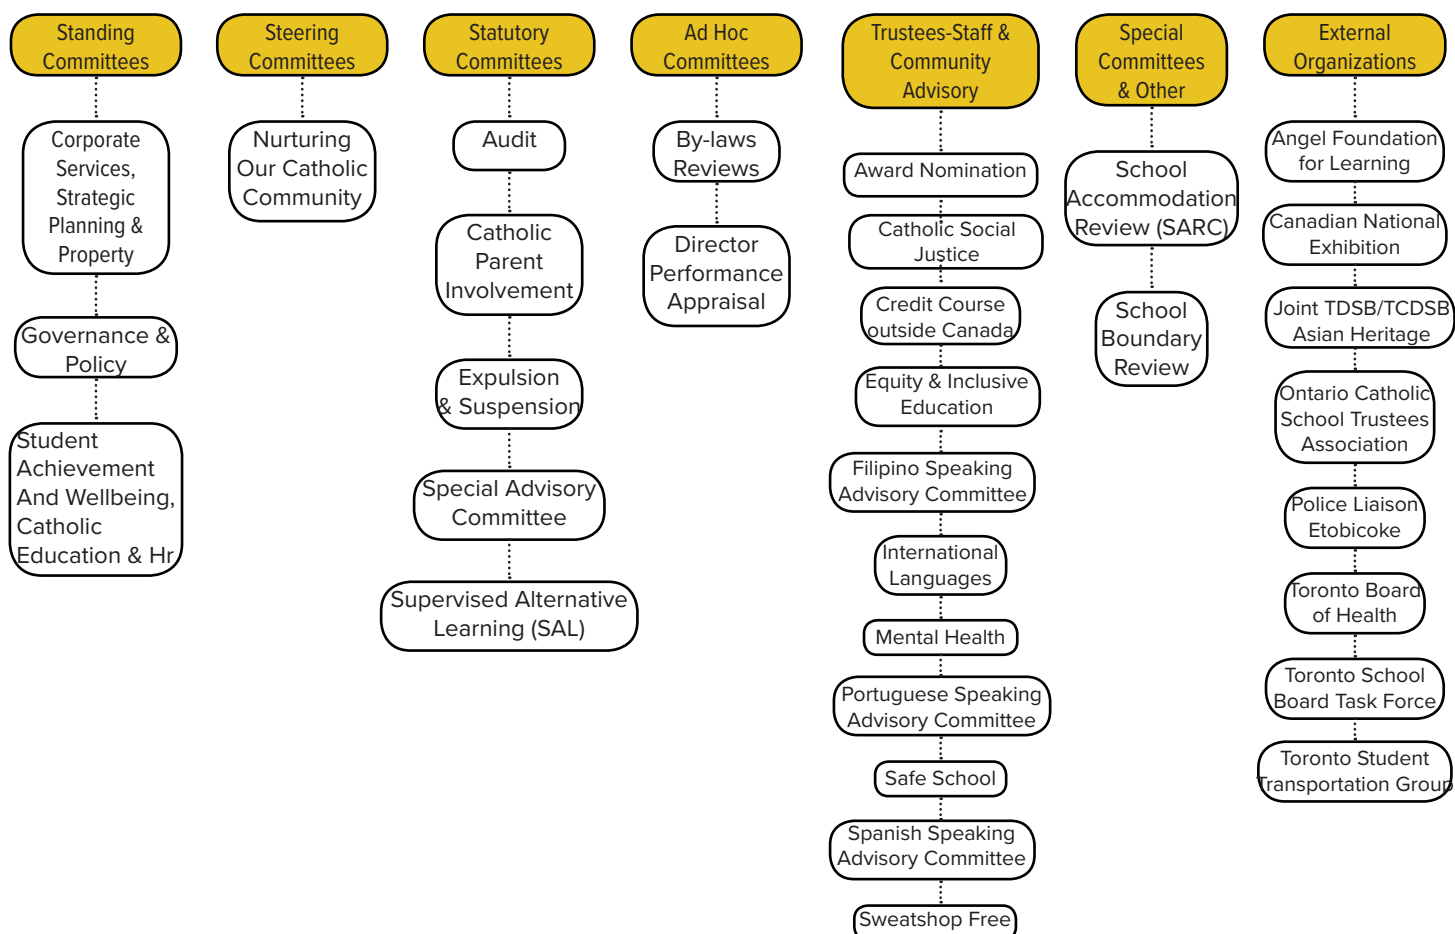 Standing
Committees
Corporate
Services,
Strategic
Planning &
Property
Governance &
Policy
Student
Achievement
And Wellbeing,
Catholic
Education & Hr
Steering
Committees
Nurturing
Our Catholic
Community
Statutory
Committees
Audit
Catholic
Parent
Involvement
Expulsion
& Suspension
Special Advisory
Committee
Supervised Alternative
Learning (SAL)
Ad Hoc
Committees
By-laws
Reviews
Director
Performance
Appraisal
Trustees-Staff &
Community
Advisory
Award Nomination
Catholic Social
Justice
Credit Course
outside Canada
Equity & Inclusive
Education
Filipino Speaking
Advisory Committee
International
Languages
Mental Health
Portuguese Speaking
Advisory Committee
Safe School
Spanish Speaking
Advisory Committee
Sweatshop Free
Special
Committees
& Other
School
Accommodation
Review (SARC)
School
Boundary
Review
External
Organizations
Angel Foundation
for Learning
Canadian National
Exhibition
Joint TDSB/TCDSB
Asian Heritage
Ontario Catholic
School Trustees
Association
Police Liaison
Etobicoke
Toronto Board
of Health
Toronto School
Board Task Force
Toronto Student
Transportation Group